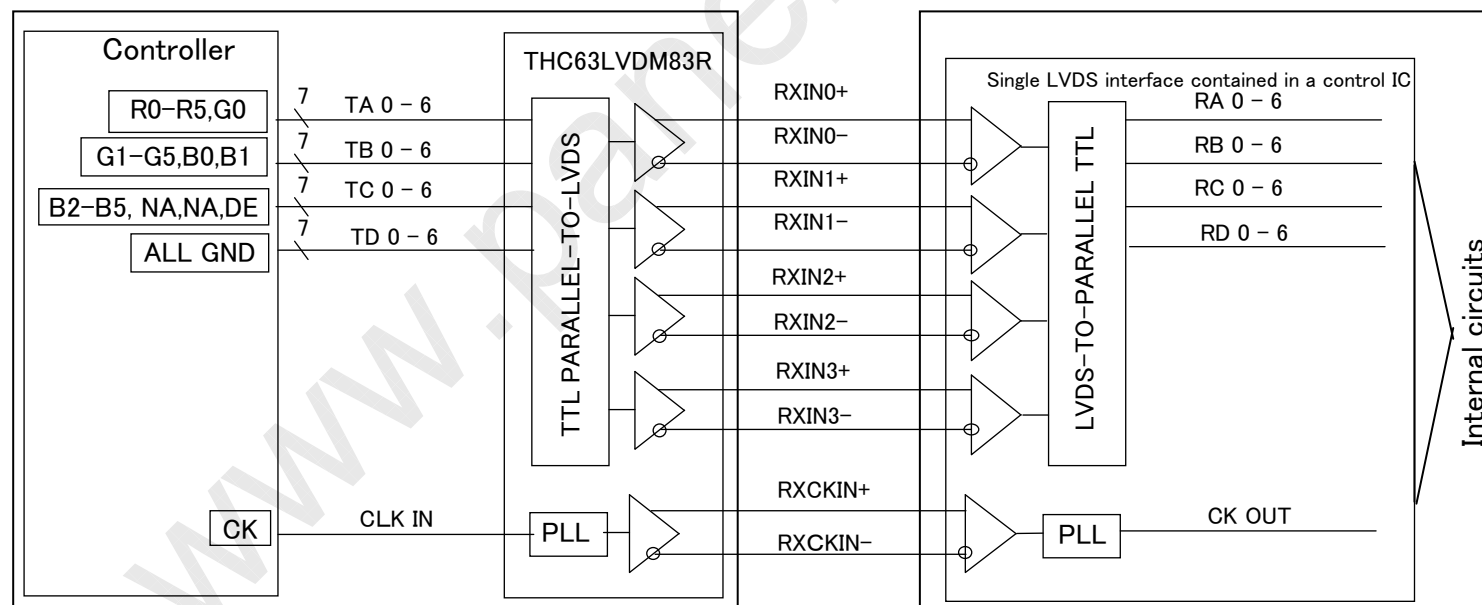 Controller
R0-R5,G0
G1-G5,B0,B1
B2-B5, NA,NA,DE
ALL GND
CK
7
7
7
7
TA 0 - 6
TB 0 - 6
TC 0 - 6
TD 0 - 6
CLK IN
THC63LVDM83R
TTL PARALLEL-TO-LVDS
PLL
RXIN0+
RXIN0-
RXIN1+
RXIN1-
RXIN2+
RXIN2-
RXIN3+
RXIN3-
RXCKIN+
RXCKIN-
Single LVDS interface contained in a control IC
LVDS-TO-PARALLEL TTL
PLL
RA 0 - 6
RB 0 - 6
RC 0 - 6
RD 0 - 6
CK OUT
Internal circuits
www.pane